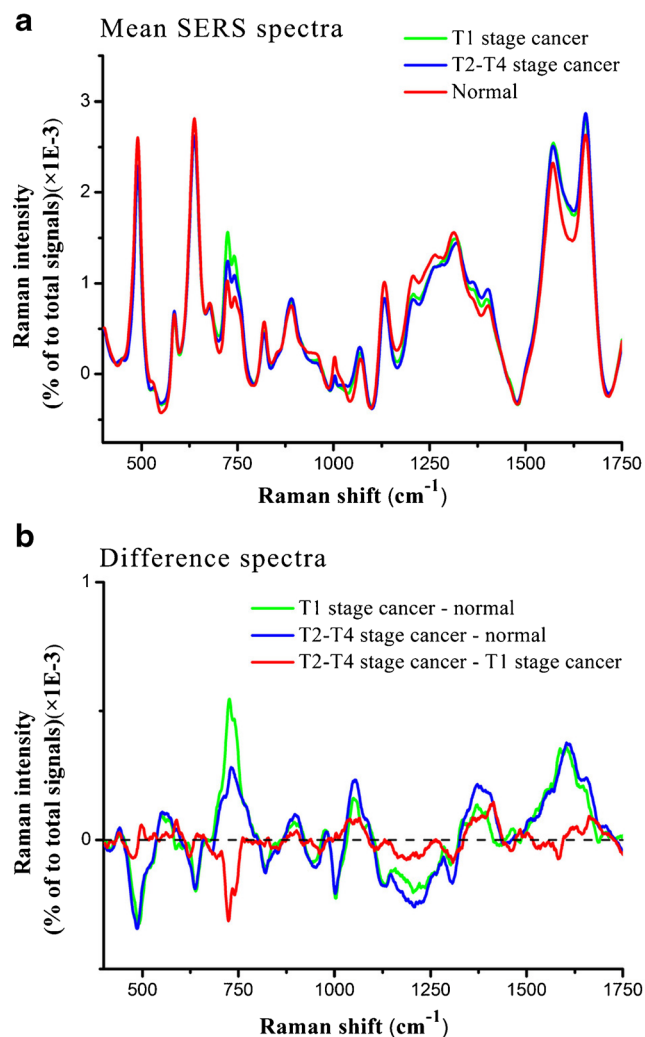 a
Mean SERS spectra
T1 stage cancer
T2-T4 stage cancer
Normal
3
2
1
0
Raman intensity
(% of to total signals)(×1E-3)
500 750 1000 1250 1500 1750
Raman shift (cm⁻¹)
b
Difference spectra
1
T1 stage cancer - normal
T2-T4 stage cancer - normal
T2-T4 stage cancer - T1 stage cancer
0
Raman intensity
(% of to total signals)(×1E-3)
500 750 1000 1250 1500 1750
Raman shift (cm⁻¹)